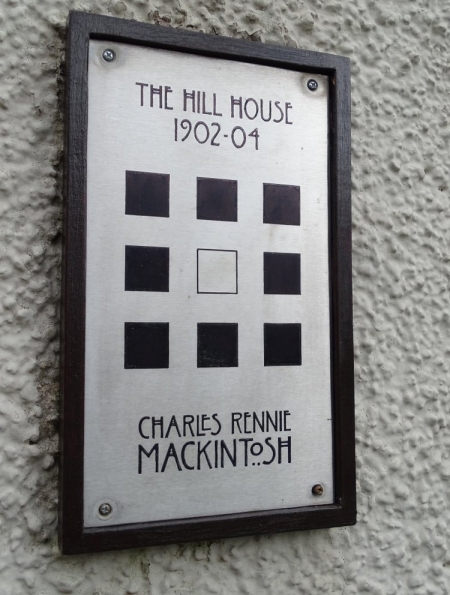 THE HILL HOUSE
1902-04
CHARLES RENNIE
MACKINTOSH